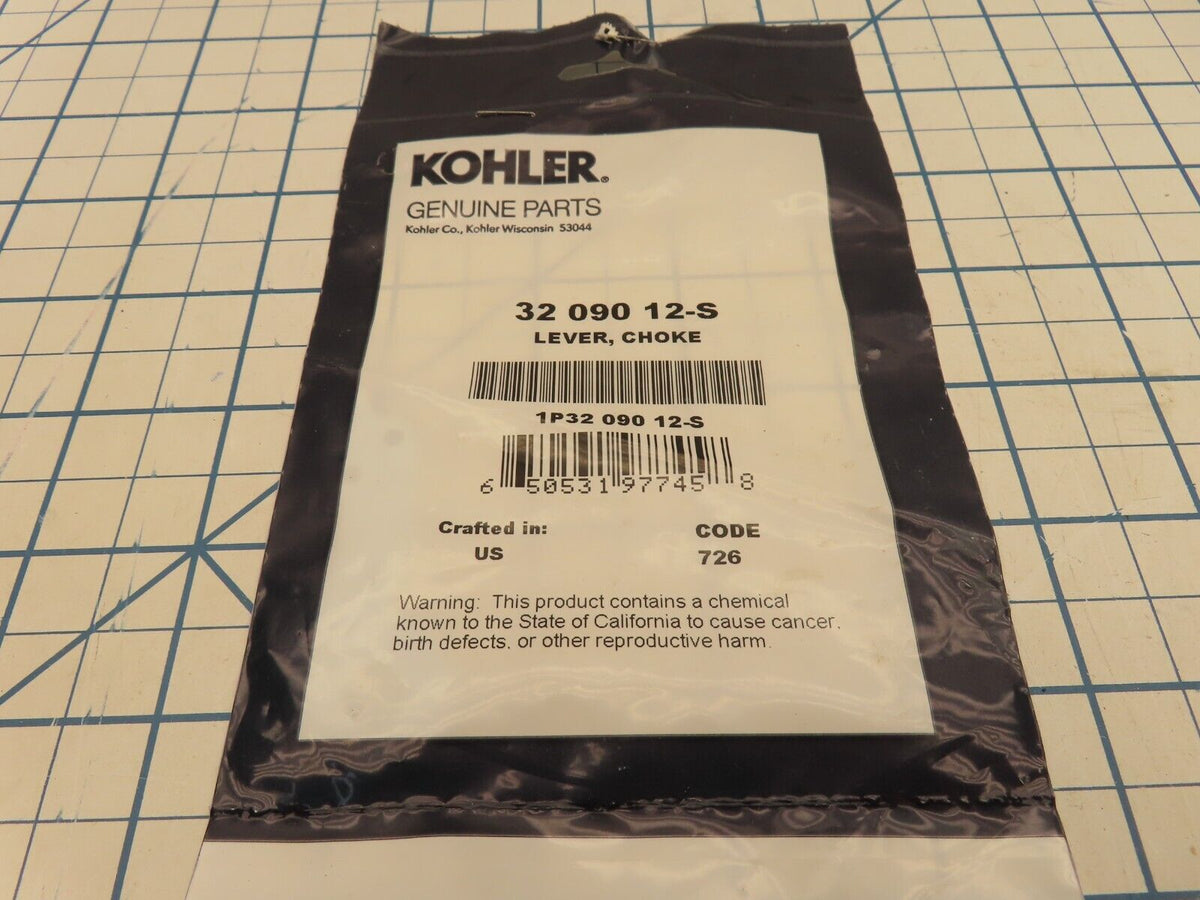 KOHLER®
GENUINE PARTS
Kohler Co., Kohler Wisconsin 53044
32 090 12-S
LEVER, CHOKE
1P32 090 12-S
6 50531 97745 8
Crafted in: CODE
US 726
Warning: This product contains a chemical
known to the State of California to cause cancer,
birth defects, or other reproductive harm.